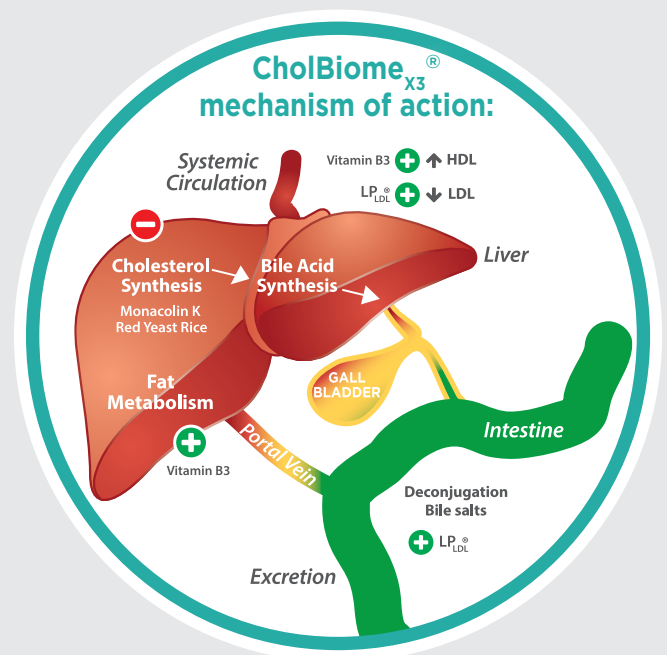 CholBiome X3®
mechanism of action:
Systemic
Circulation
Vitamin B3 + ↑ HDL
LP LDL® + ↓ LDL
Liver
−
Cholesterol
Synthesis
Monacolin K
Red Yeast Rice
Bile Acid
Synthesis
GALL
BLADDER
Fat
Metabolism
+
Vitamin B3
Portal Vein
Intestine
Deconjugation
Bile salts
+ LP LDL®
Excretion